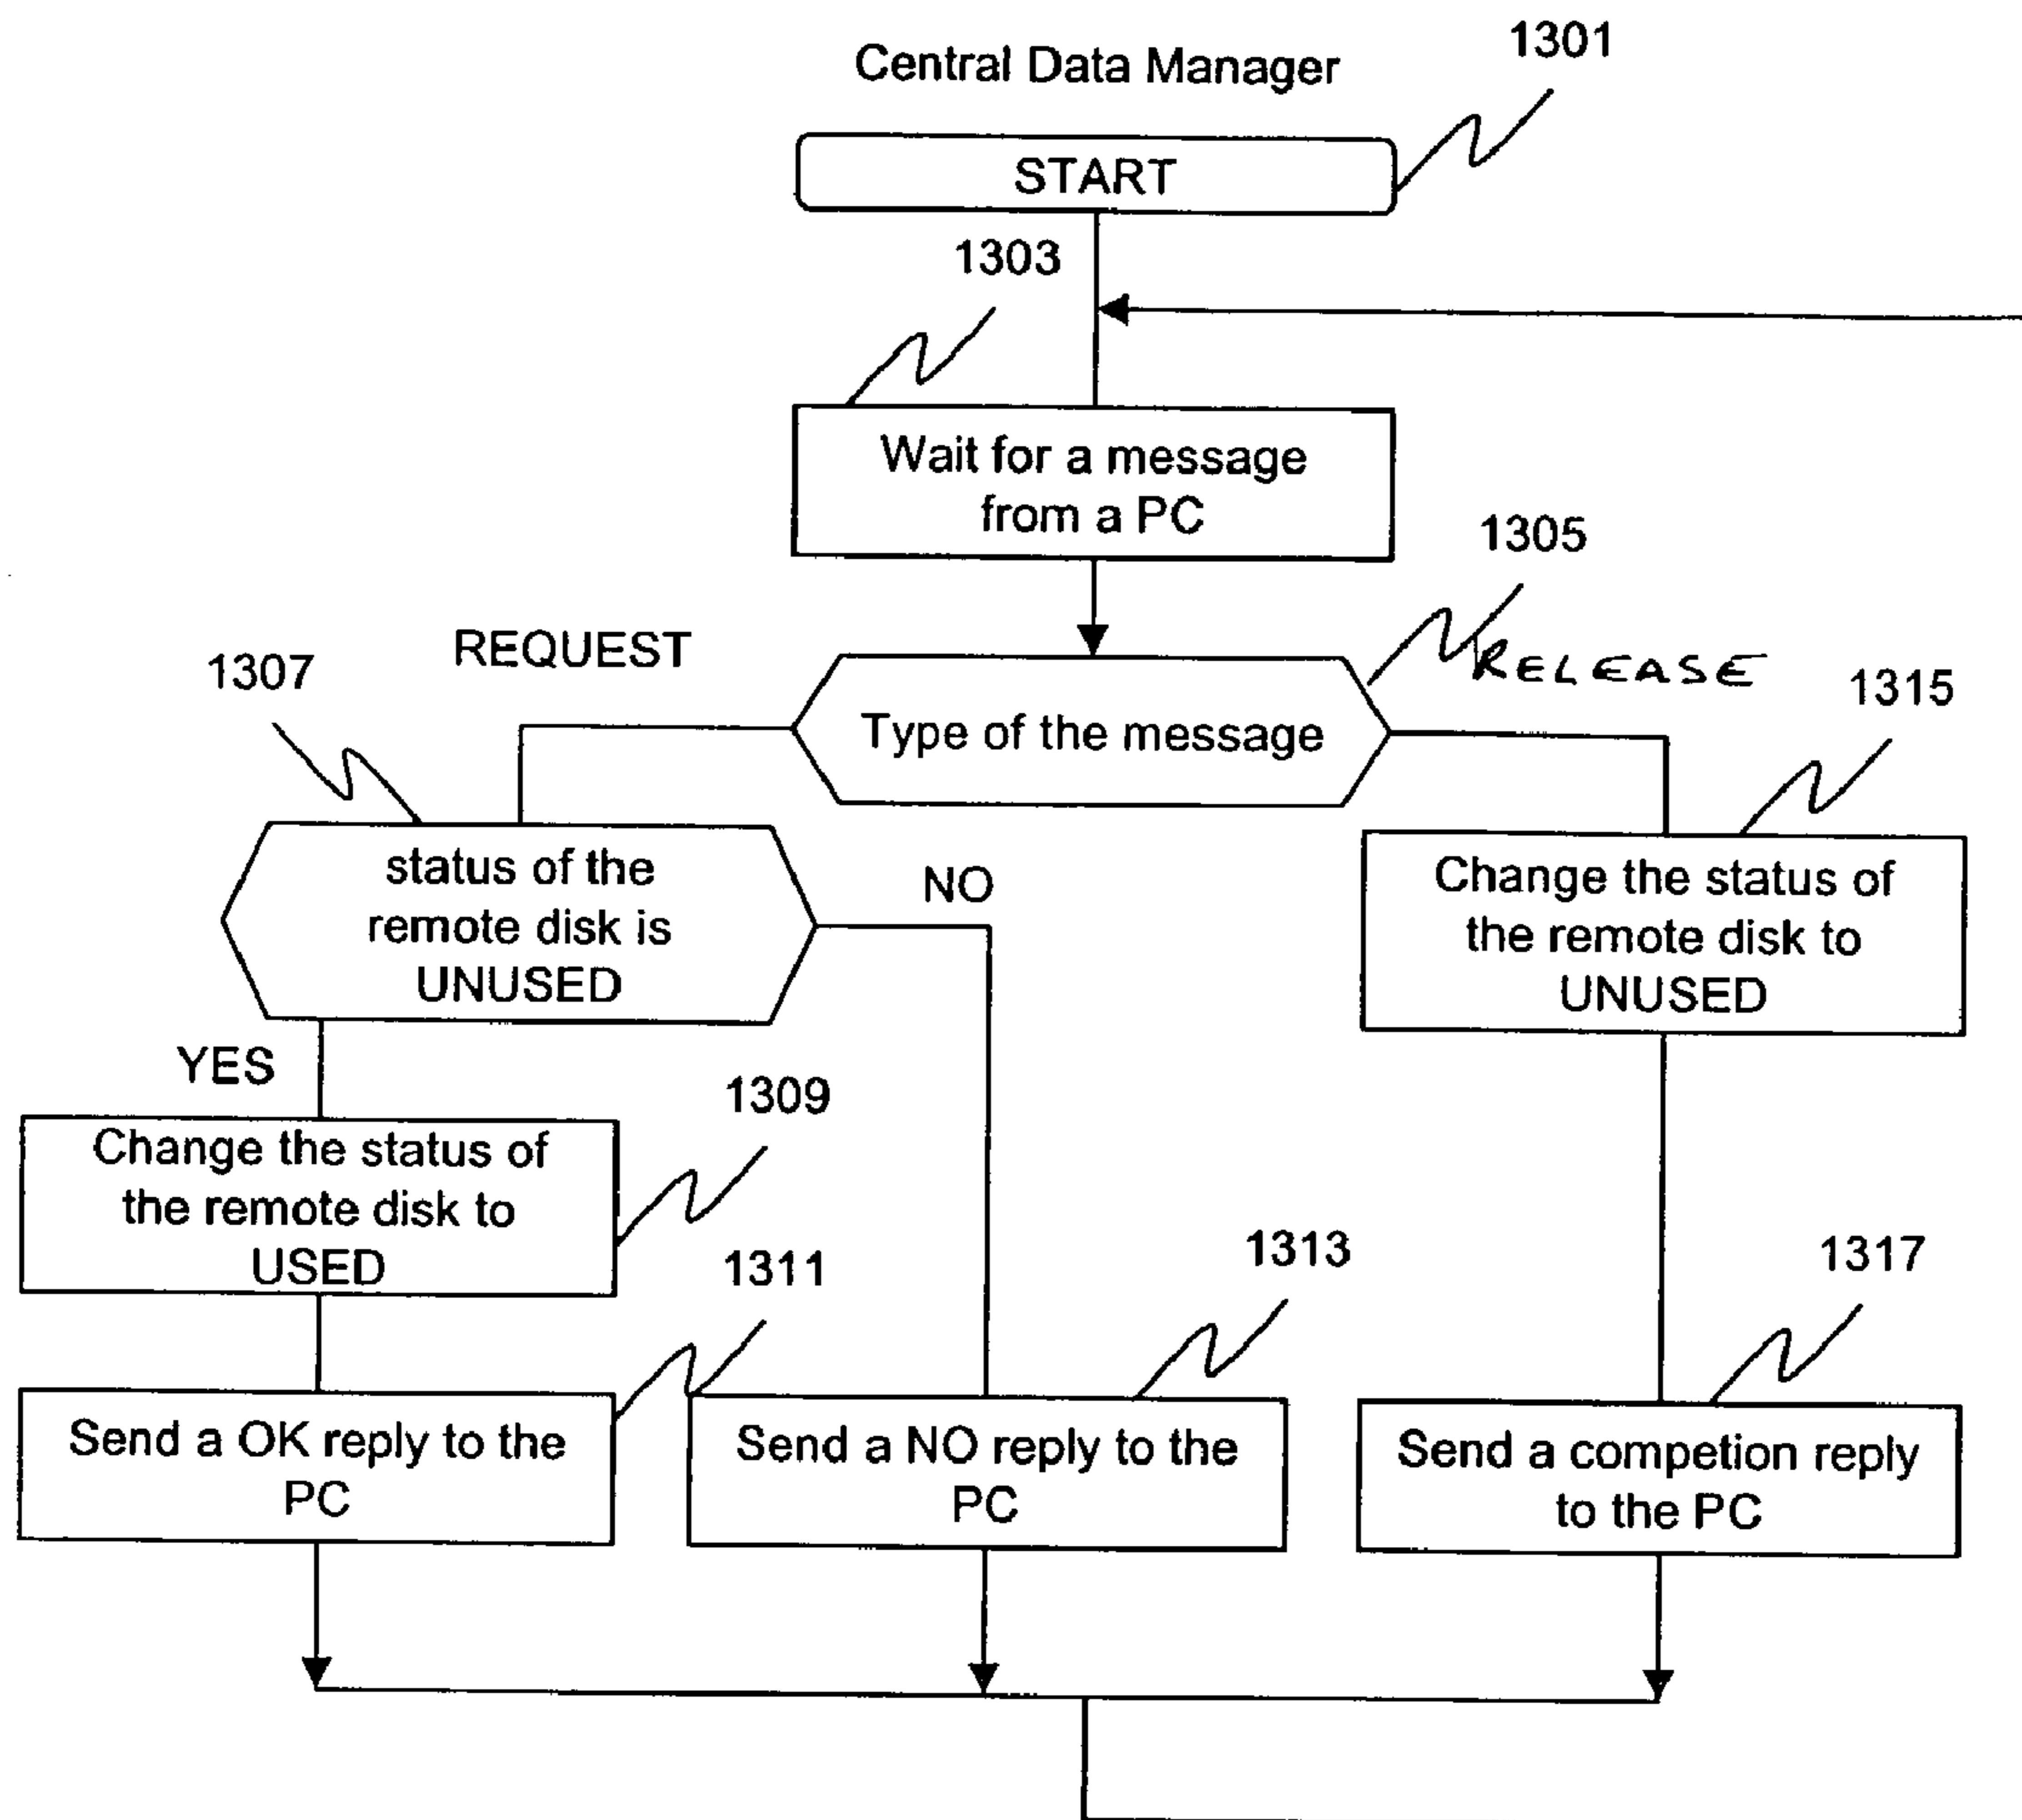 Central Data Manager
1301
START
1303
Wait for a message
from a PC
1305
REQUEST
RELEASE
1307
Type of the message
1315
status of the
remote disk is
UNUSED
NO
Change the status of
the remote disk to
UNUSED
YES
1309
Change the status of
the remote disk to
USED
1311
1313
1317
Send a OK reply to the
PC
Send a NO reply to the
PC
Send a competion reply
to the PC